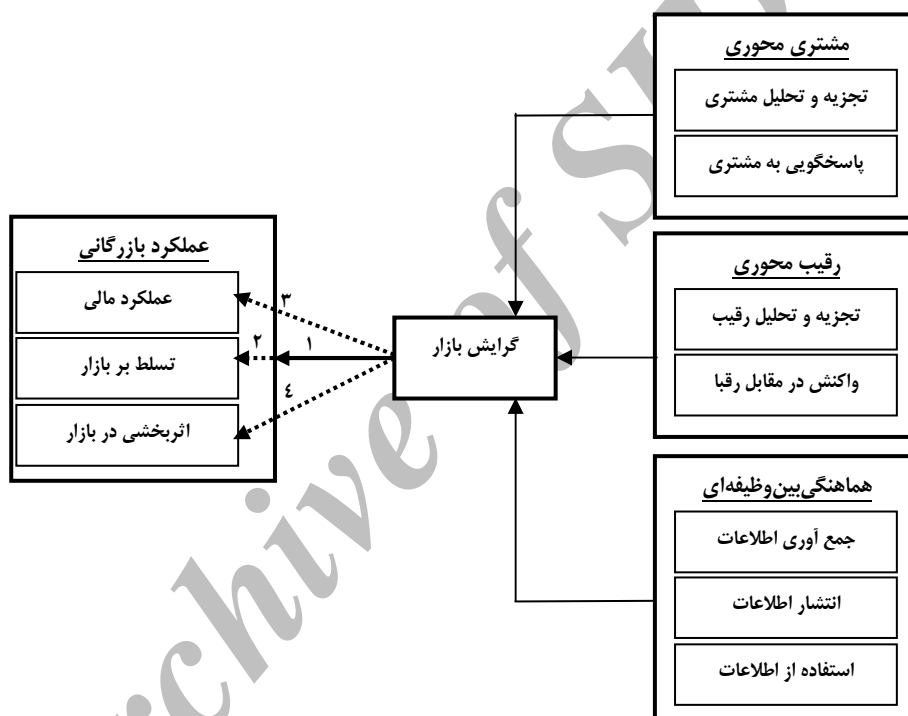 مشتری محوری
تجزیه و تحلیل مشتری
پاسخگویی به مشتری
رقیب محوری
تجزیه و تحلیل رقیب
واکنش در مقابل رقبا
هماهنگی‌بین‌وظیفه‌ای
جمع آوری اطلاعات
انتشار اطلاعات
استفاده از اطلاعات
گرایش بازار
۱
۲
۳
٤
عملکرد بازرگانی
عملکرد مالی
تسلط بر بازار
اثربخشی در بازار
rchive of S